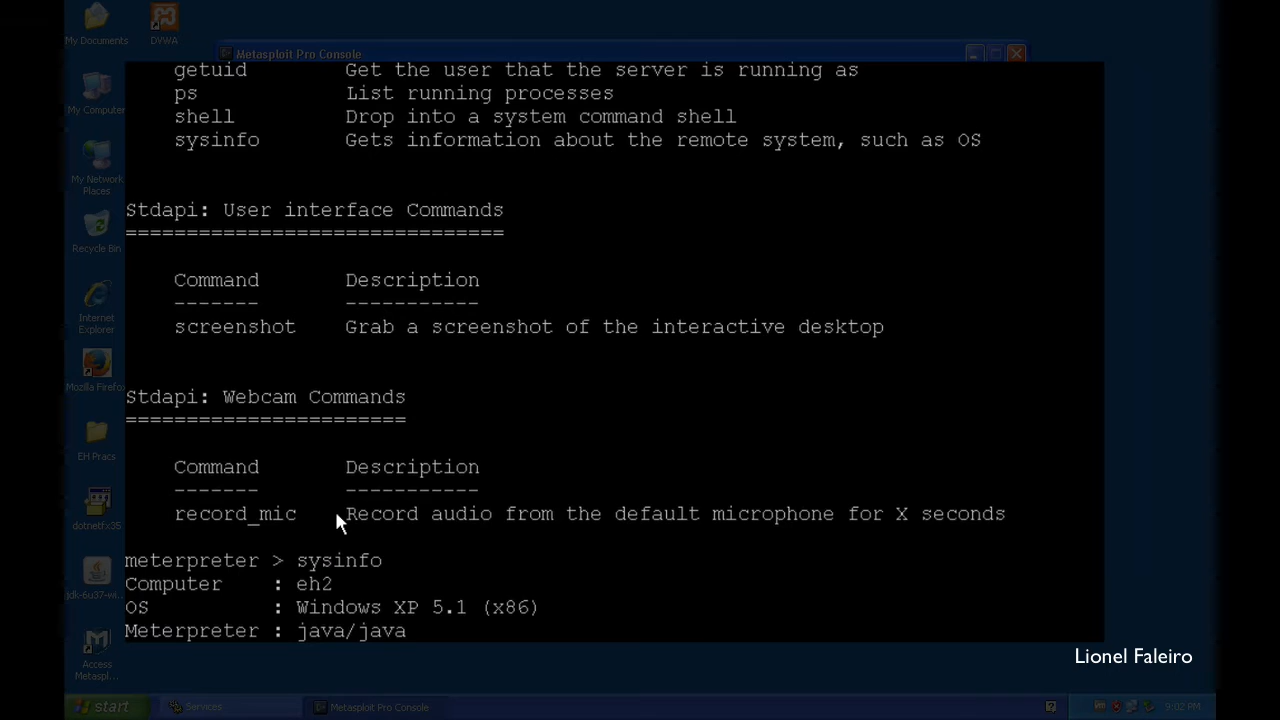 My Documents
DYWA
Metasploit Pro Console
getuid Get the user that the server is running as
ps List running processes
My Computer
shell Drop into a system command shell
sysinfo Gets information about the remote system, such as OS
My Network
Places
Stdapi: User interface Commands
==============================
Recycle Bin
Command Description
------- -----------
Internet
Explorer
screenshot Grab a screenshot of the interactive desktop
Mozilla Firefox
Stdapi: Webcam Commands
=======================
EH Pracs
Command Description
------- -----------
record_mic Record audio from the default microphone for X seconds
dotnetfx35
meterpreter > sysinfo
Computer : eh2
jdk-6u37-wi...
OS : Windows XP 5.1 (x86)
Meterpreter : java/java
Access
Metaspl...
Lionel Faleiro
start
Services
Metasploit Pro Console
9:02 PM